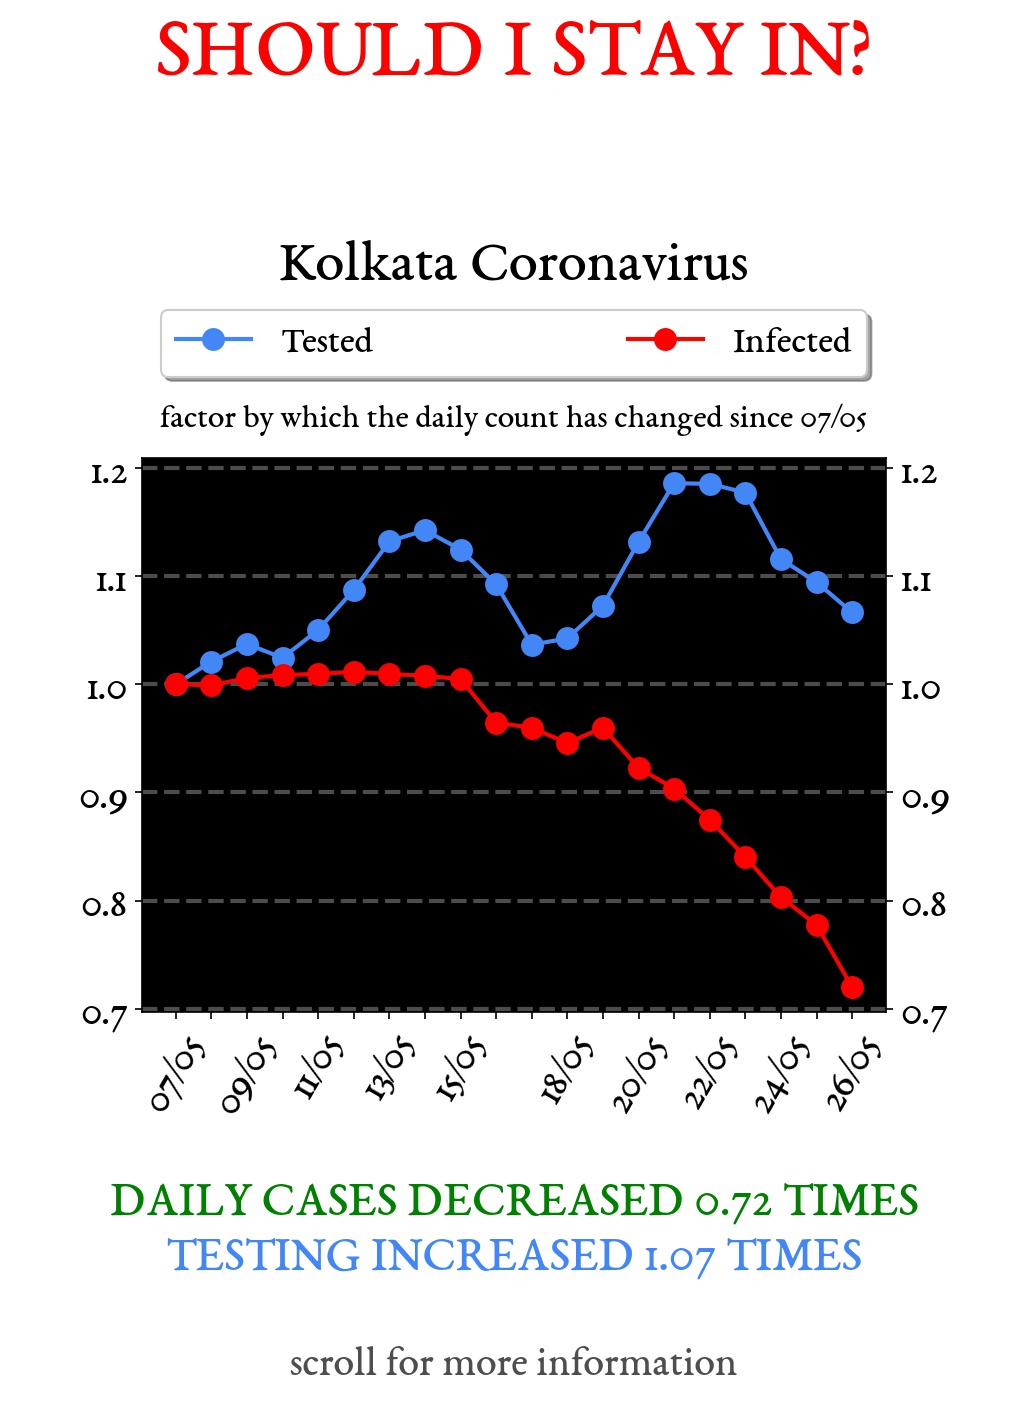 SHOULD I STAY IN?
Kolkata Coronavirus
Tested Infected
factor by which the daily count has changed since 07/05
1.2 1.2
1.1 1.1
1.0 1.0
0.9 0.9
0.8 0.8
0.7 0.7
07/05 09/05 11/05 13/05 15/05 18/05 20/05 22/05 24/05 26/05
DAILY CASES DECREASED 0.72 TIMES
TESTING INCREASED 1.07 TIMES
scroll for more information